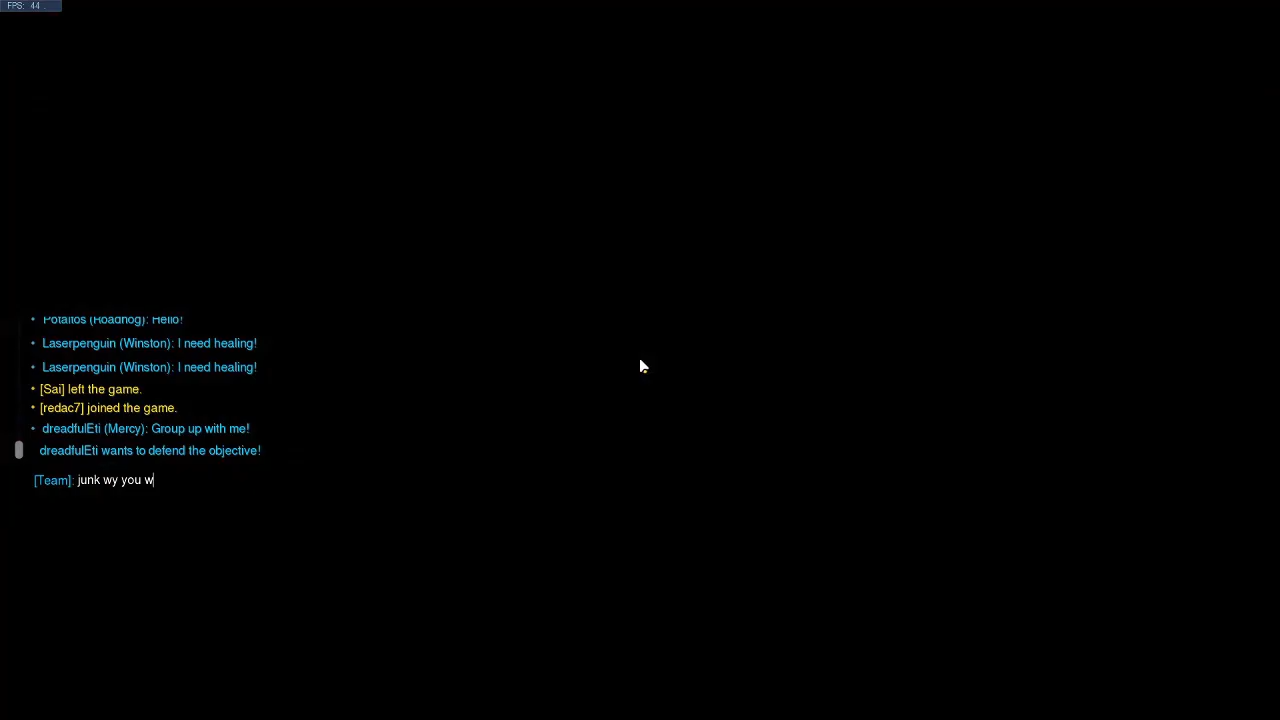 FPS: 44
• Potaitos (Roadhog): Hello!
• Laserpenguin (Winston): I need healing!
• Laserpenguin (Winston): I need healing!
• [Sai] left the game.
• [redac7] joined the game.
• dreadfulEti (Mercy): Group up with me!
dreadfulEti wants to defend the objective!
[Team]: junk wy you w